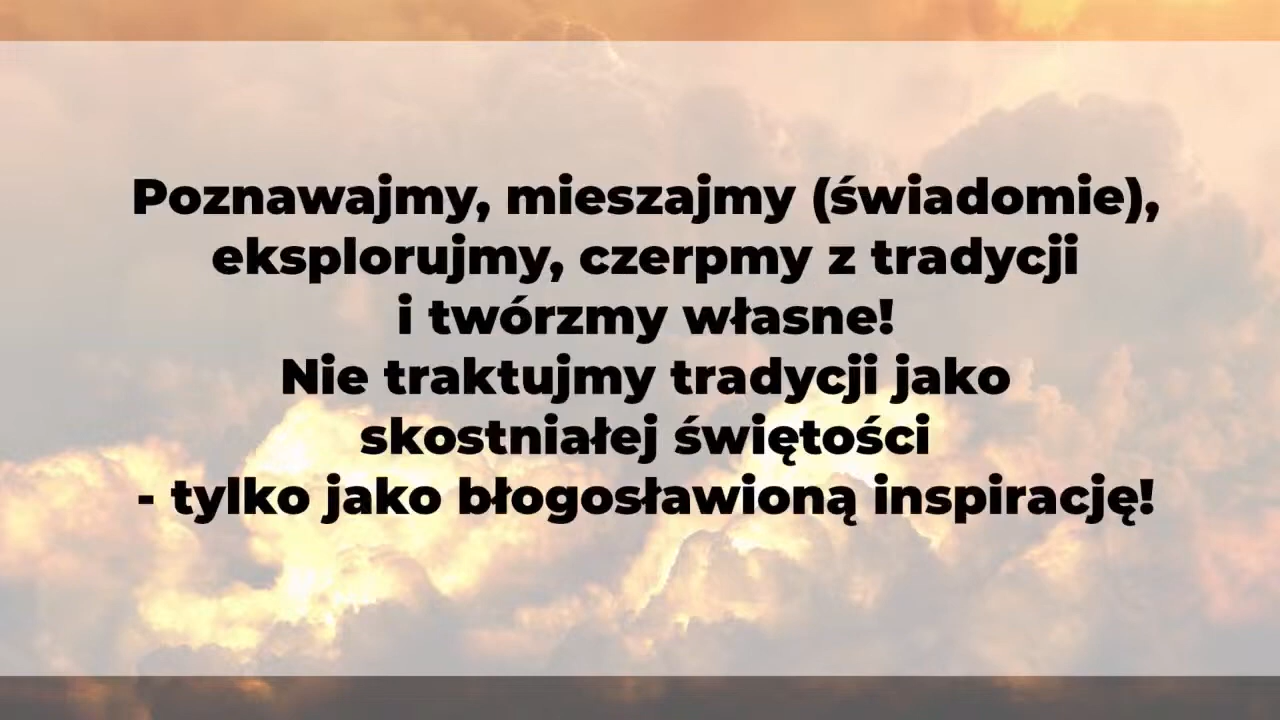 Poznawajmy, mieszajmy (świadomie),
eksplorujmy, czerpmy z tradycji
i twórzmy własne!
Nie traktujmy tradycji jako
skostniałej świętości
- tylko jako błogosławioną inspirację!